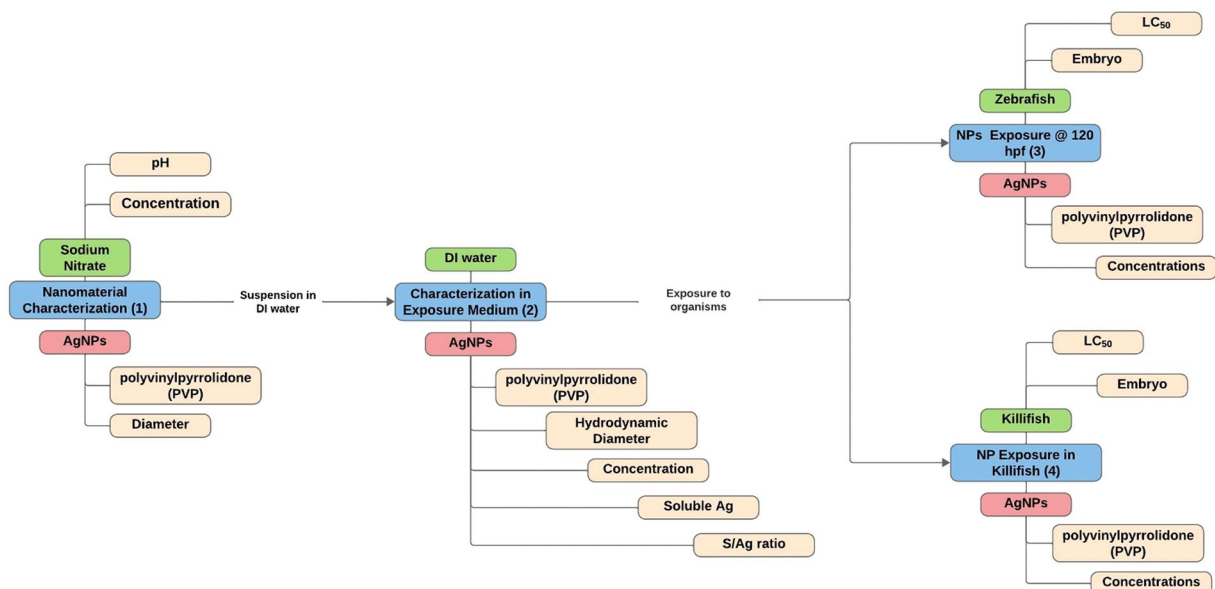 pH
Concentration
Sodium
Nitrate
Nanomaterial
Characterization (1)
AgNPs
polyvinylpyrrolidone
(PVP)
Diameter
Suspension in
DI water
DI water
Characterization in
Exposure Medium (2)
AgNPs
polyvinylpyrrolidone
(PVP)
Hydrodynamic
Diameter
Concentration
Soluble Ag
S/Ag ratio
Exposure to
organisms
LC₅₀
Embryo
Zebrafish
NPs Exposure @ 120
hpf (3)
AgNPs
polyvinylpyrrolidone
(PVP)
Concentrations
LC₅₀
Embryo
Killifish
NP Exposure in
Killifish (4)
AgNPs
polyvinylpyrrolidone
(PVP)
Concentrations